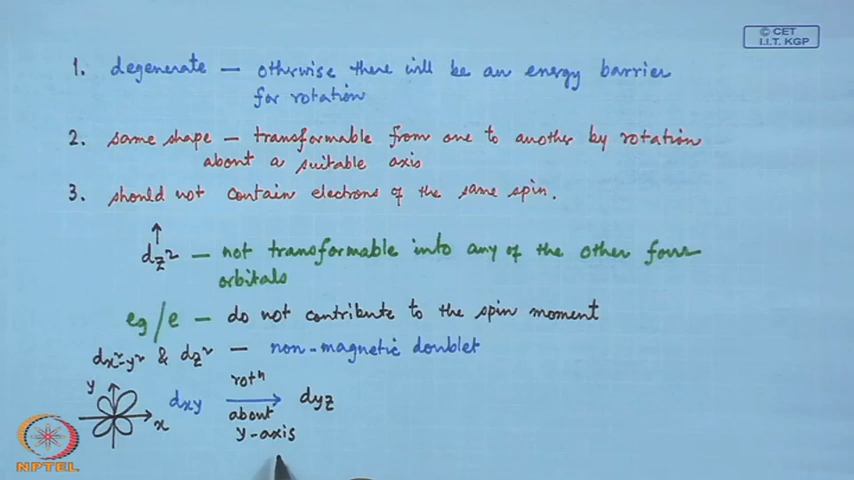 © CET
I.I.T. KGP
1. degenerate — otherwise there will be an energy barrier
for rotation
2. same shape — transformable from one to another by rotation
about a suitable axis
3. should not contain electrons of the same spin.
dz² — not transformable into any of the other four
orbitals
eg/e — do not contribute to the spin moment
dx²-y² & dz² — non-magnetic doublet
y
x
dxy rotⁿ about y-axis dyz
NPTEL